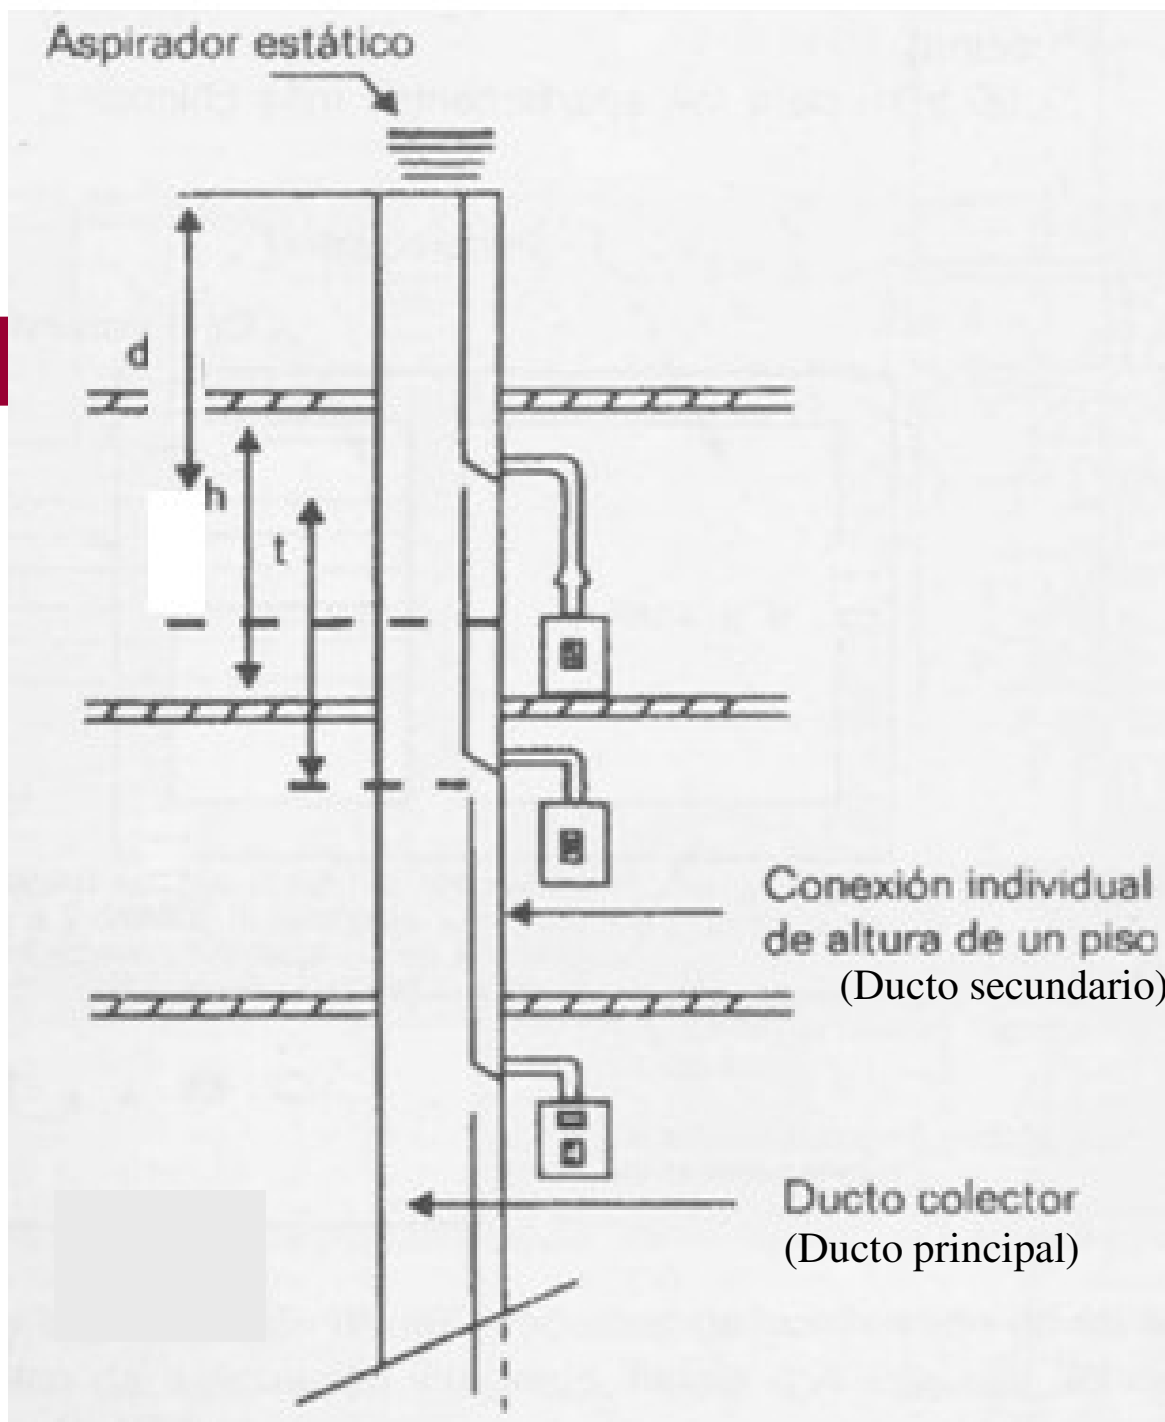 Aspirador estático
d
h
t
Conexión individual
de altura de un piso
(Ducto secundario)
Ducto colector
(Ducto principal)